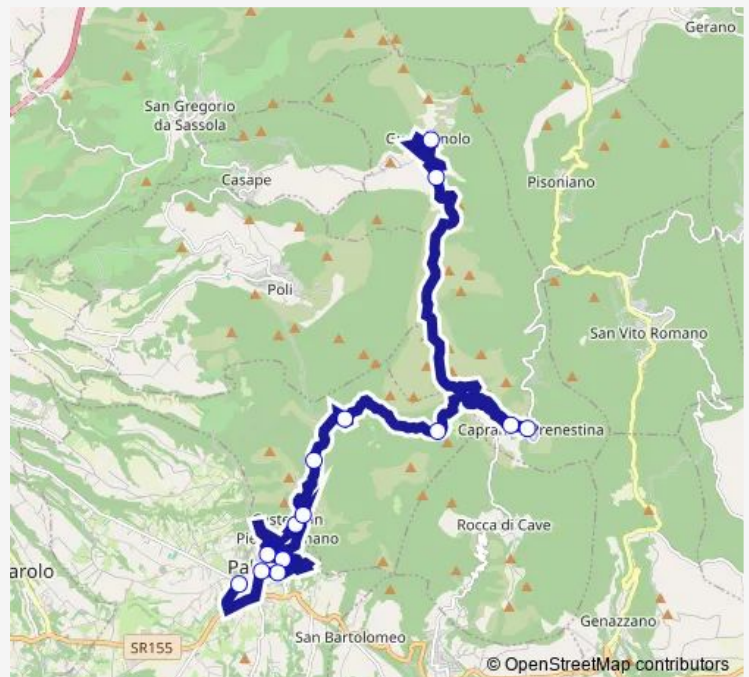 Gerano
San Gregorio
da Sassola
Casape
Pisoniano
Poli
San Vito Romano
Rocca di Cave
Genazzano
San Bartolomeo
SR155
© OpenStreetMap contributors